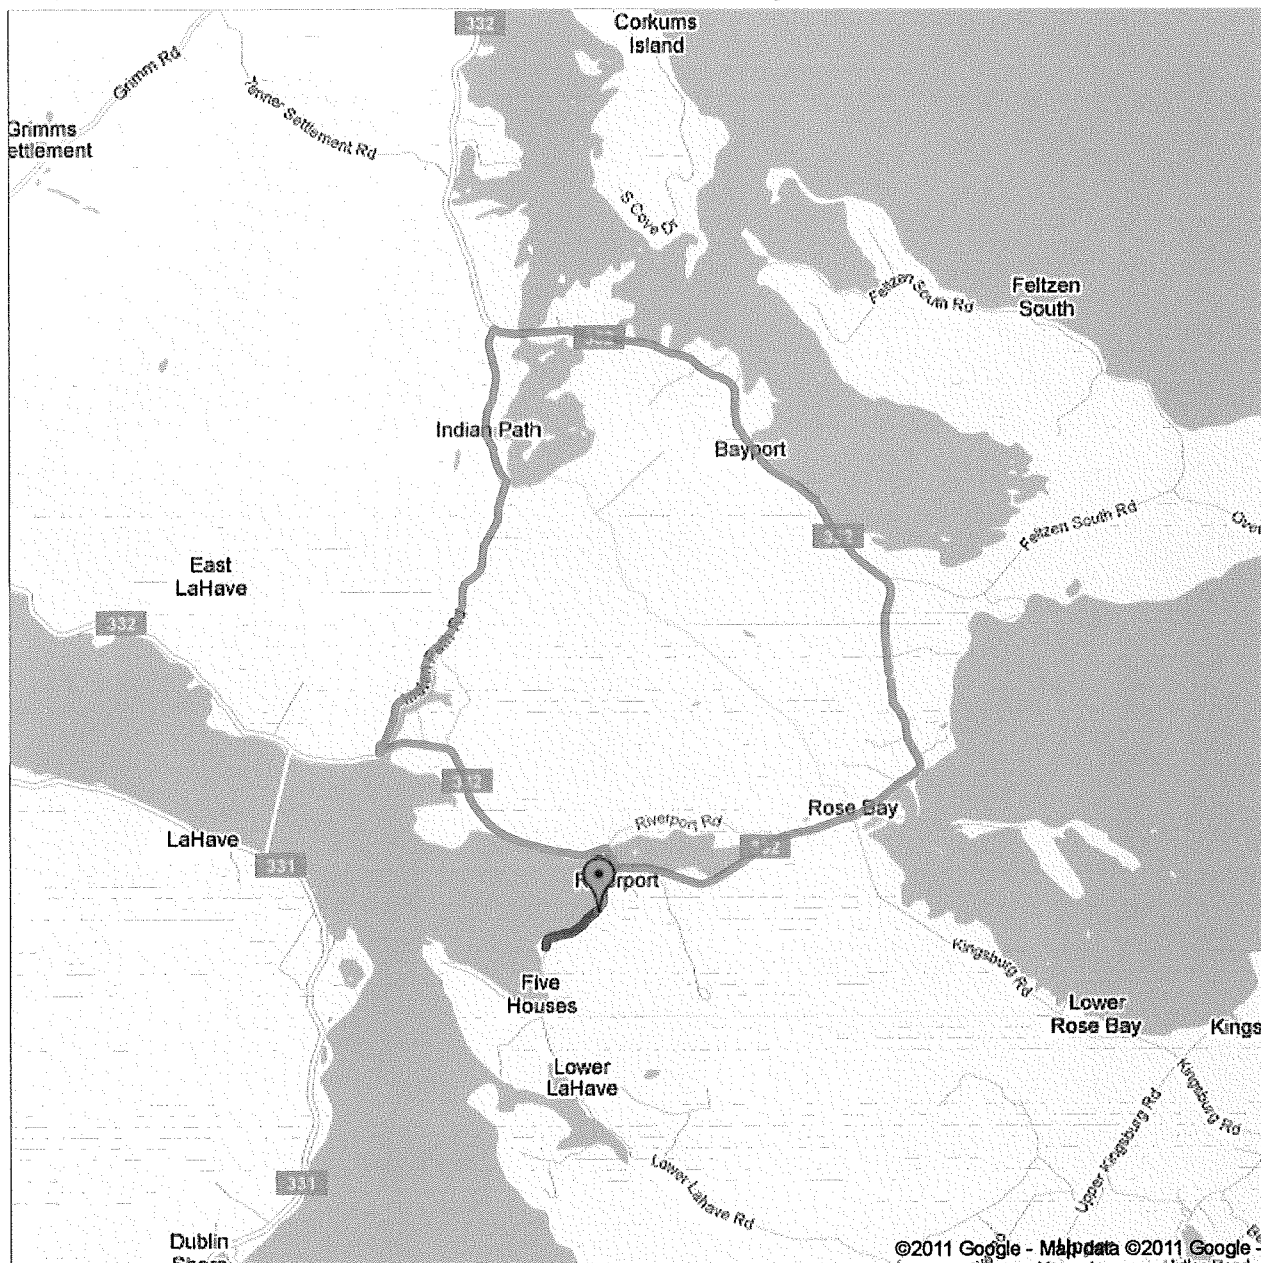 332
Corkums
Island
Grimm Rd
Tanner Settlement Rd
Grimms
ettlement
S Cove
Feltzen South Rd
Feltzen
South
Indian Path
Bayport
Feltzen South Rd
East
LaHave
332
332
Rose Bay
Riverport Rd
LaHave
331
Kingsburg Rd
Five
Houses
Lower
Rose Bay
Kings
Lower
LaHave
Kingsburg Rd
Upper Kingsburg Rd
Lower Lahave Rd
331
Dublin
©2011 Google - Map data ©2011 Google -